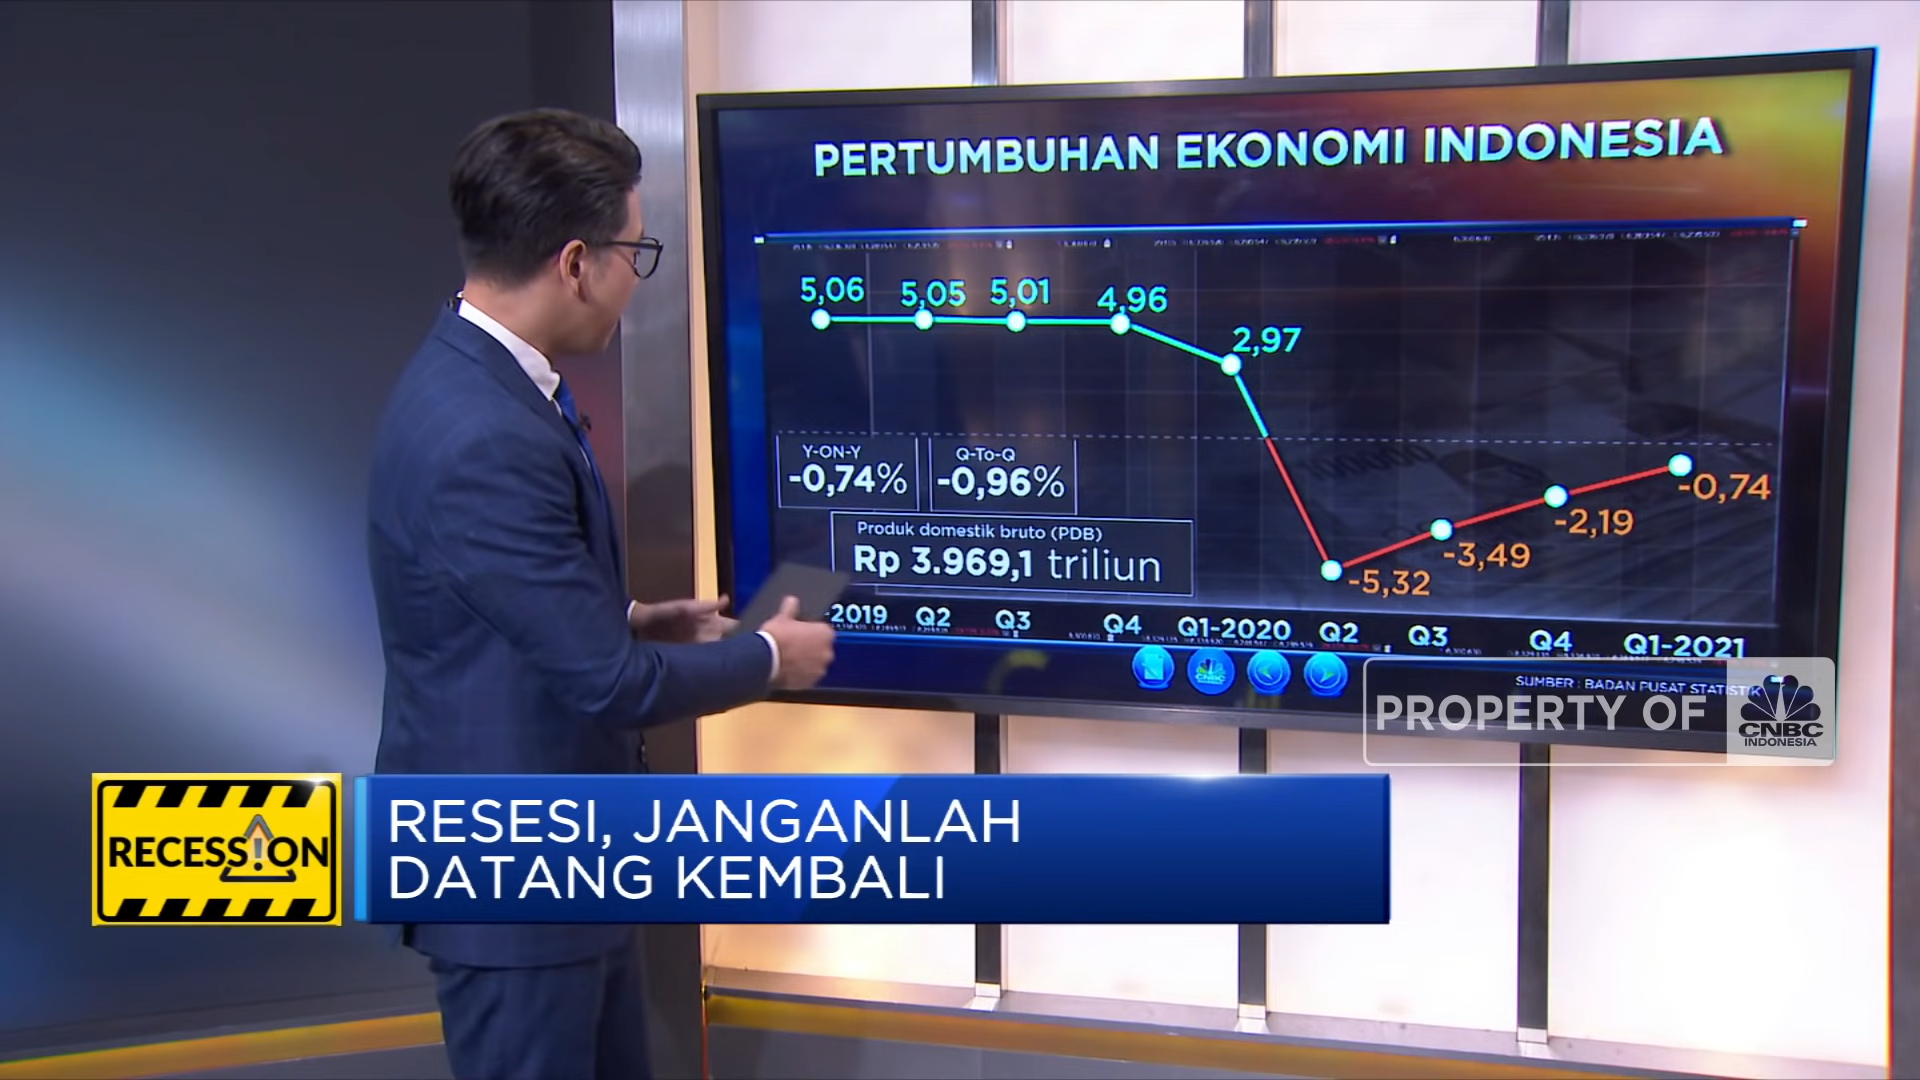 PERTUMBUHAN EKONOMI INDONESIA
5,06
5,05
5,01
4,96
2,97
-5,32
-3,49
-2,19
-0,74
Y-ON-Y
-0,74%
Q-To-Q
-0,96%
Produk domestik bruto (PDB)
Rp 3.969,1 triliun
-2019 Q2 Q3 Q4 Q1-2020 Q2 Q3 Q4 Q1-2021
SUMBER : BADAN PUSAT STATISTIK
CNBC
PROPERTY OF
CNBC
INDONESIA
RECESS!ON
RESESI, JANGANLAH
DATANG KEMBALI